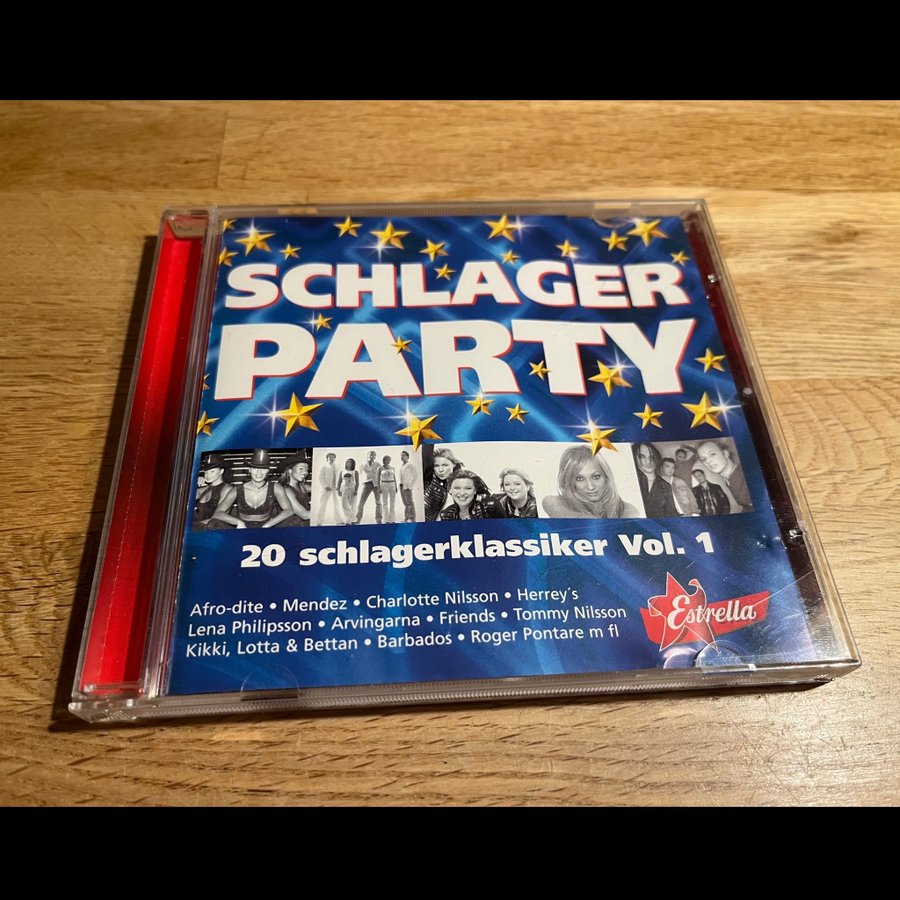 SCHLAGER
PARTY
20 schlagerklassiker Vol. 1
Afro-dite • Mendez • Charlotte Nilsson • Herrey´s
Lena Philipsson • Arvingarna • Friends • Tommy Nilsson
Kikki, Lotta & Bettan • Barbados • Roger Pontare m fl
Estrella